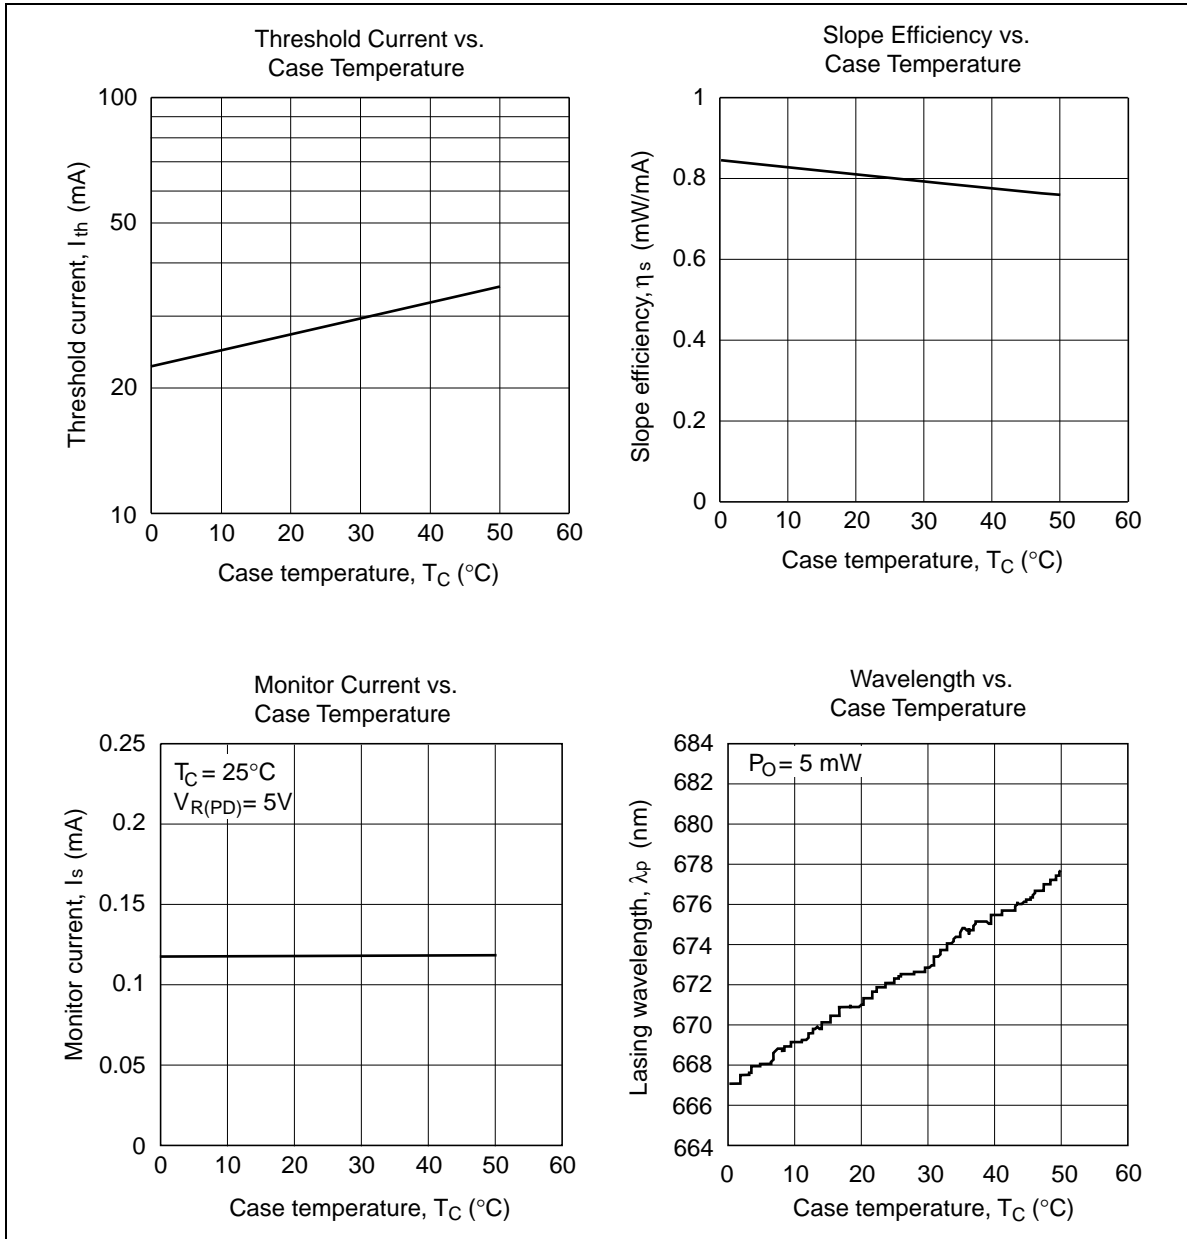 Threshold Current vs.
Case Temperature
100
50
20
10
0 10 20 30 40 50 60
Threshold current, Ith (mA)
Case temperature, TC (°C)
Slope Efficiency vs.
Case Temperature
1
0.8
0.6
0.4
0.2
0
0 10 20 30 40 50 60
Slope efficiency, ηs (mW/mA)
Case temperature, TC (°C)
Monitor Current vs.
Case Temperature
0.25
0.2
0.15
0.1
0.05
0
TC = 25°C
VR(PD) = 5V
0 10 20 30 40 50 60
Monitor current, Is (mA)
Case temperature, TC (°C)
Wavelength vs.
Case Temperature
684
682
680
678
676
674
672
670
668
666
664
PO = 5 mW
0 10 20 30 40 50 60
Lasing wavelength, λp (nm)
Case temperature, TC (°C)